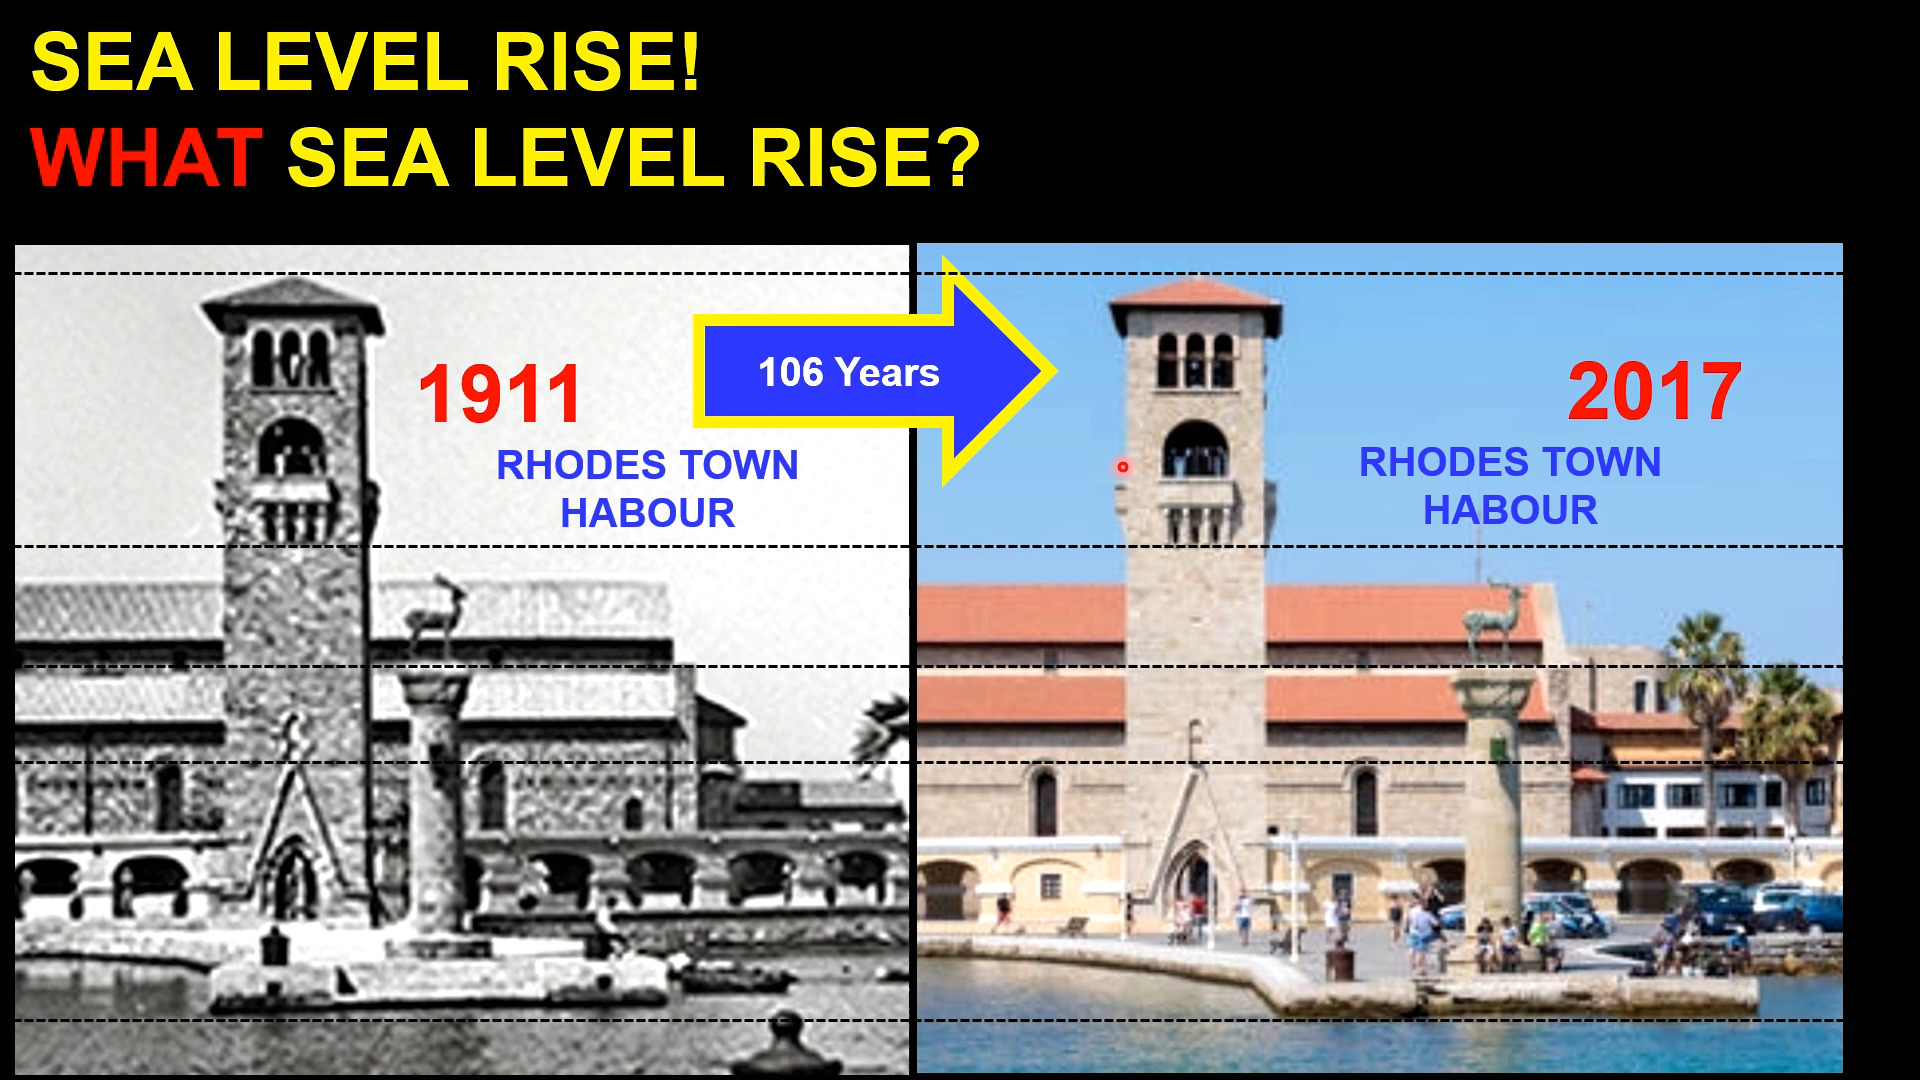 SEA LEVEL RISE!
WHAT SEA LEVEL RISE?
1911
RHODES TOWN
HABOUR
106 Years
2017
RHODES TOWN
HABOUR